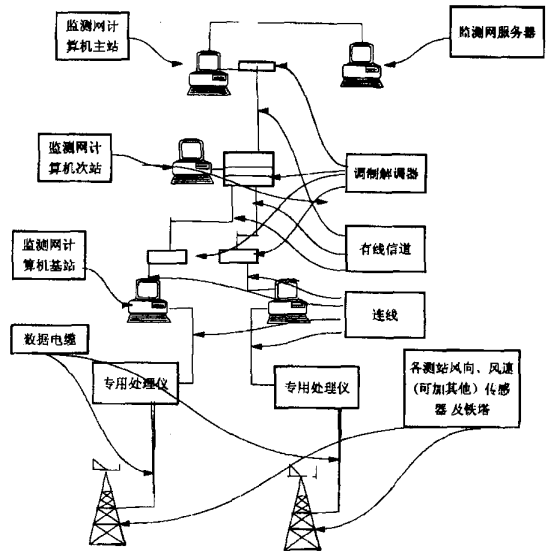 监测网计
算机主站
监测网服务器
监测网计
算机次站
调制解调器
监测网计
算机基站
有线信道
连线
数据电缆
专用处理仪
专用处理仪
各测站风向、风速
(可加其他)传感
器及铁塔